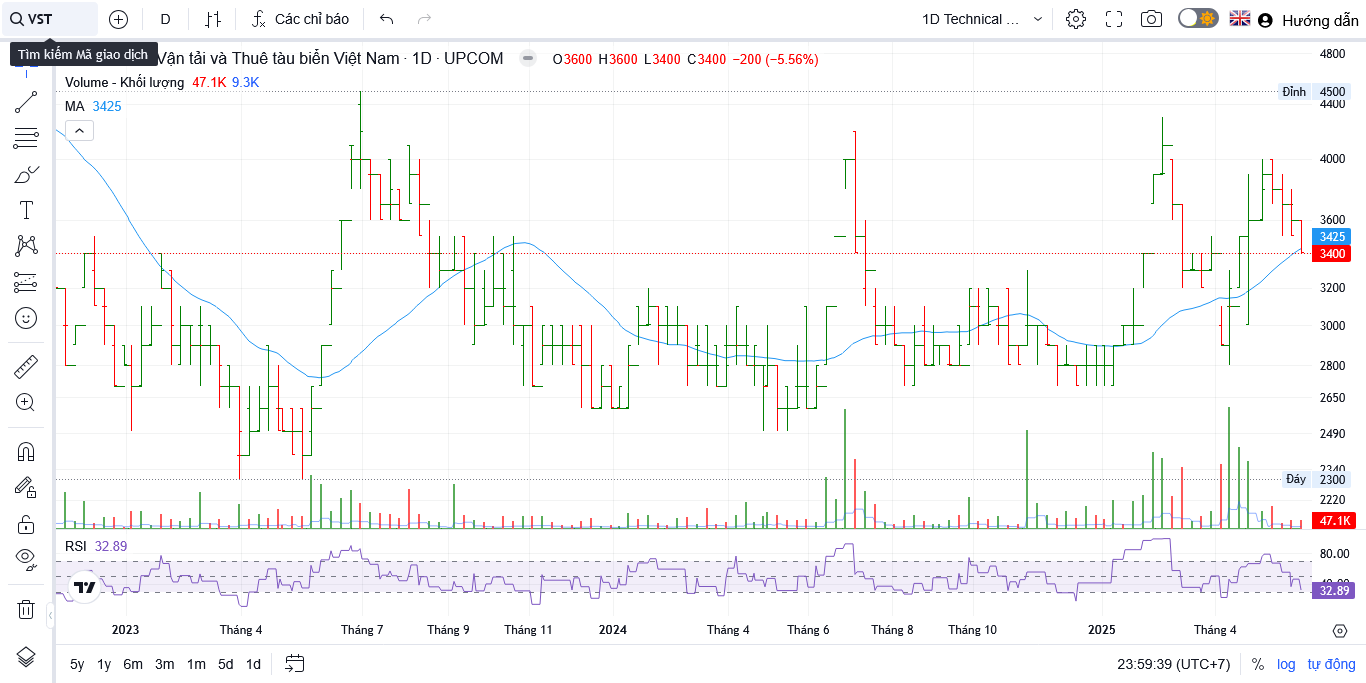 VST
D
Các chỉ báo
1D Technical ...
Hướng dẫn
Tìm kiếm Mã giao dịch
Vận tải và Thuê tàu biển Việt Nam · 1D · UPCOM
O3600 H3600 L3400 C3400 −200 (−5.56%)
Volume - Khối lượng 47.1K 9.3K
MA 3425
4800
Đỉnh 4500
4400
4000
3600
3425
3400
3200
3000
2800
2650
2490
2340
Đáy 2300
2220
47.1K
RSI 32.89
80.00
40.00
32.89
2023 Tháng 4 Tháng 7 Tháng 9 Tháng 11 2024 Tháng 4 Tháng 6 Tháng 8 Tháng 10 2025 Tháng 4
5y 1y 6m 3m 1m 5d 1d
23:59:39 (UTC+7) % log tự động